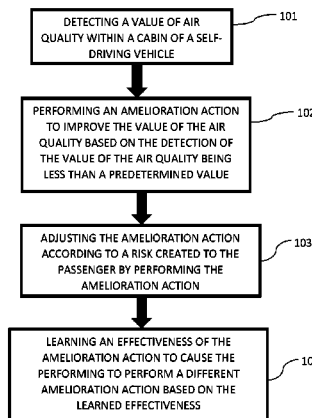 DETECTING A VALUE OF AIR
QUALITY WITHIN A CABIN OF A SELF-
DRIVING VEHICLE
101
PERFORMING AN AMELIORATION ACTION
TO IMPROVE THE VALUE OF THE AIR
QUALITY BASED ON THE DETECTION OF
THE VALUE OF THE AIR QUALITY BEING
LESS THAN A PREDETERMINED VALUE
102
ADJUSTING THE AMELIORATION ACTION
ACCORDING TO A RISK CREATED TO THE
PASSENGER BY PERFORMING THE
AMELIORATION ACTION
103
LEARNING AN EFFECTIVENESS OF THE
AMELIORATION ACTION TO CAUSE THE
PERFORMING TO PERFORM A DIFFERENT
AMELIORATION ACTION BASED ON THE
LEARNED EFFECTIVENESS